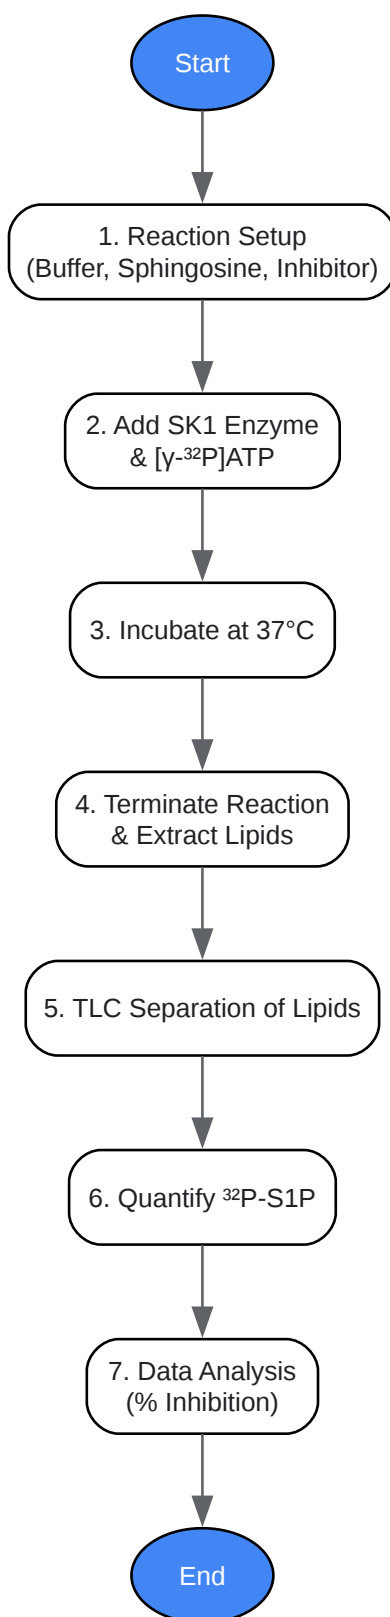 Start
1. Reaction Setup
(Buffer, Sphingosine, Inhibitor)
2. Add SK1 Enzyme
& [γ-³²P]ATP
3. Incubate at 37°C
4. Terminate Reaction
& Extract Lipids
5. TLC Separation of Lipids
6. Quantify ³²P-S1P
7. Data Analysis
(% Inhibition)
End